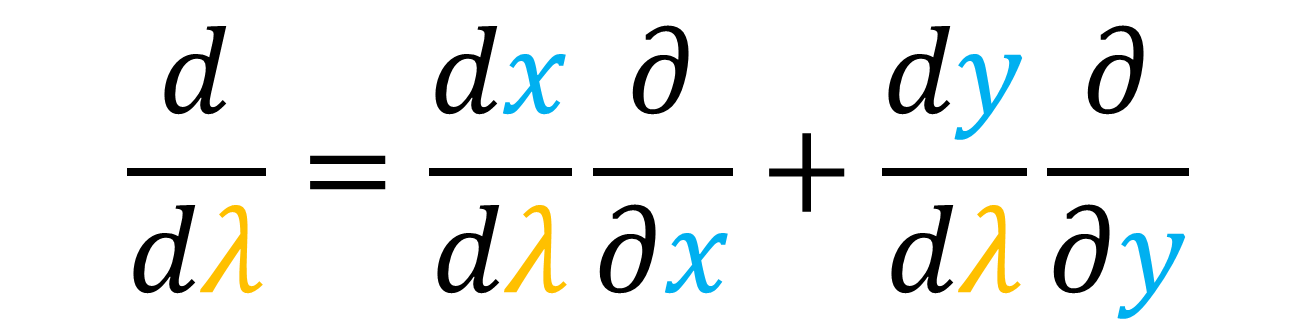 d/dλ = dx/dλ ∂/∂x + dy/dλ ∂/∂y